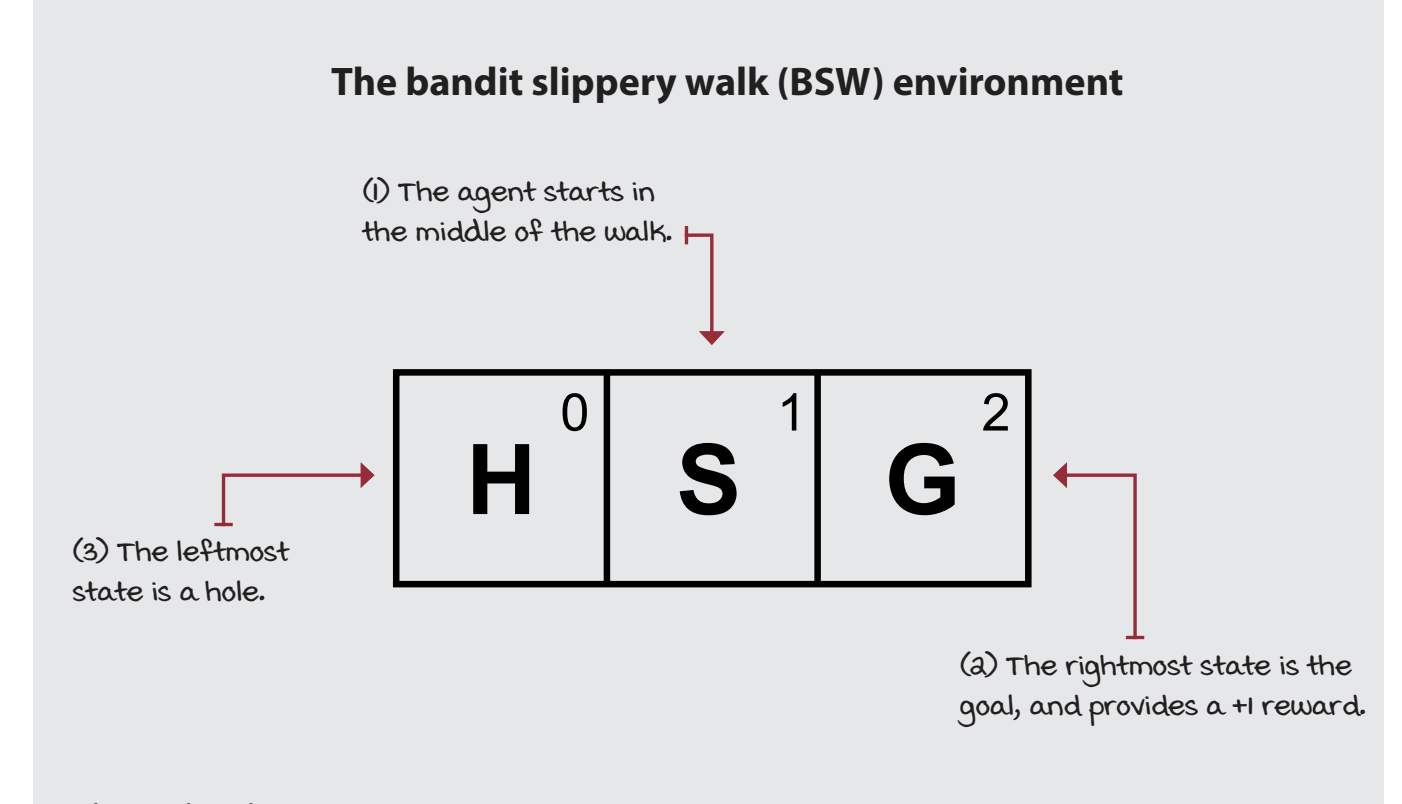 The bandit slippery walk (BSW) environment
(1) The agent starts in
the middle of the walk.
0
1
2
H
S
G
(3) The leftmost
state is a hole.
(2) The rightmost state is the
goal, and provides a +1 reward.